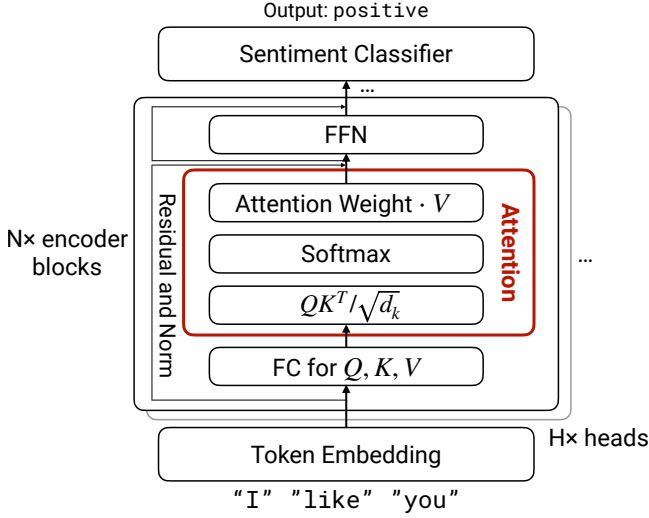 Output: positive
Sentiment Classifier
...
FFN
Attention Weight · V
Softmax
QK^T/√d_k
Attention
Residual and Norm
N× encoder
blocks
...
FC for Q, K, V
H× heads
Token Embedding
“I” ”like” ”you”